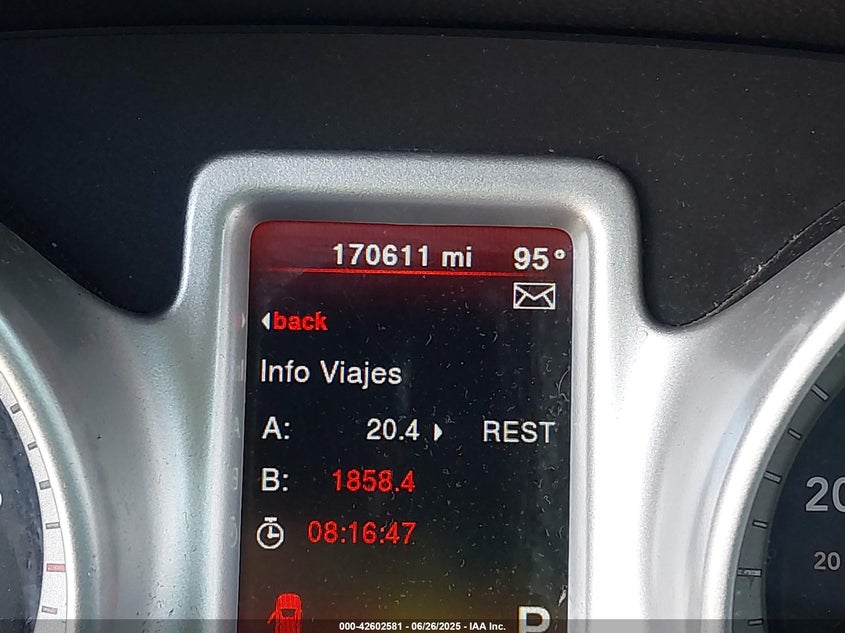 170611 mi 95°
back
Info Viajes
A: 20.4 REST
B: 1858.4
08:16:47
P
20
20
000-42602581 - 06/26/2025 - IAA Inc.